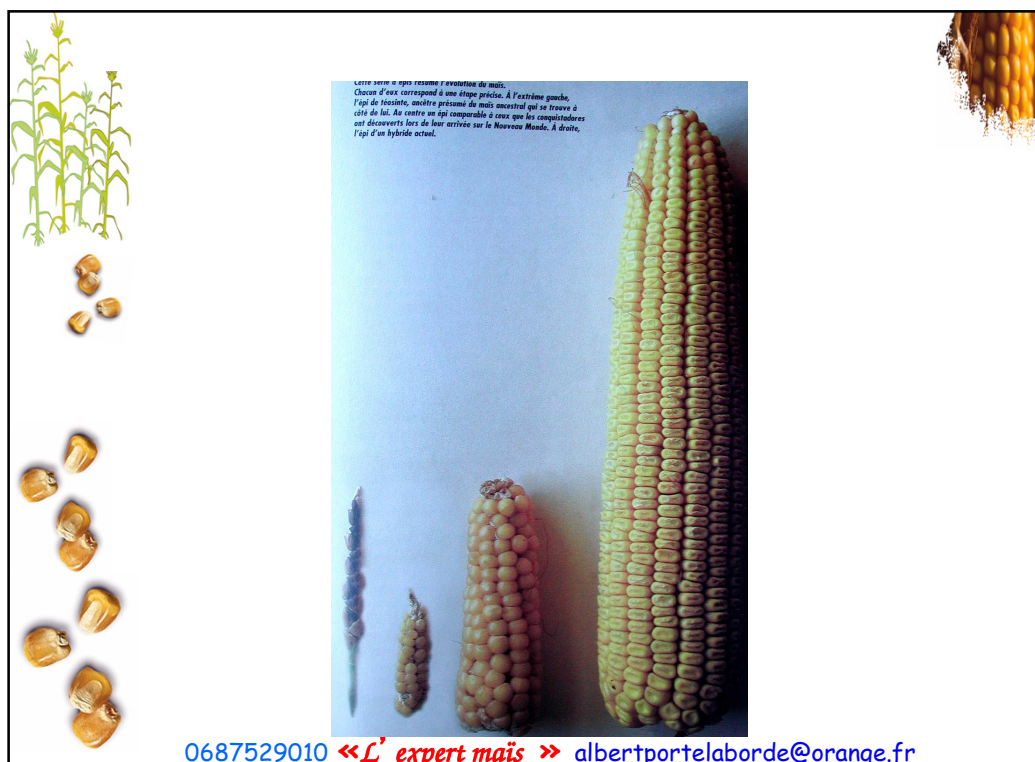 Cette série d'épis résume l'évolution du maïs.
Chacun d'eux correspond à une étape précise. À l'extrême gauche,
l'épi de téosinte, ancêtre présumé du maïs ancestral qui se trouve à
côté de lui. Au centre un épi comparable à ceux que les conquistadores
ont découverts lors de leur arrivée sur le Nouveau Monde. À droite,
l'épi d'un hybride actuel.
0687529010 «L' expert maïs » albertportelaborde@orange.fr